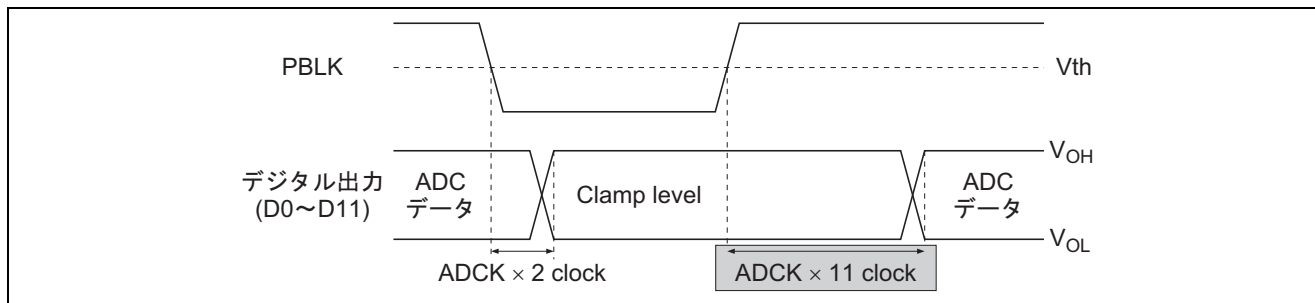 PBLK
Vth
デジタル出力
(D0～D11)
ADC
データ
Clamp level
ADC
データ
VOH
VOL
ADCK × 2 clock
ADCK × 11 clock